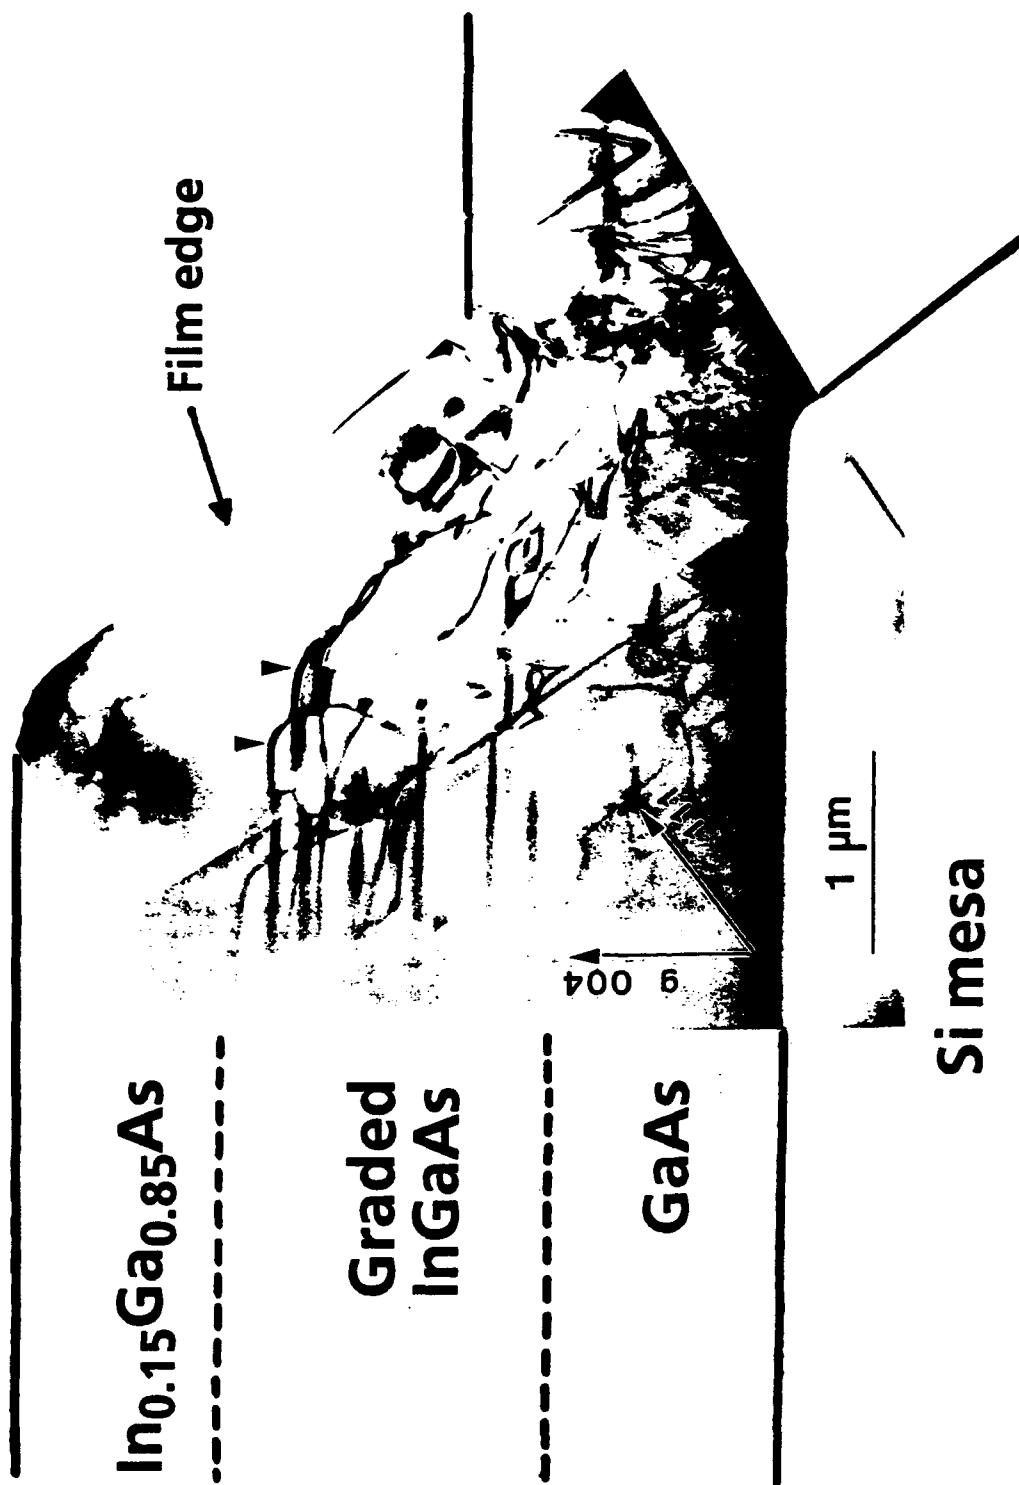 Film edge
In0.15Ga0.85As
Graded
InGaAs
GaAs
g 004
1 µm
Si mesa